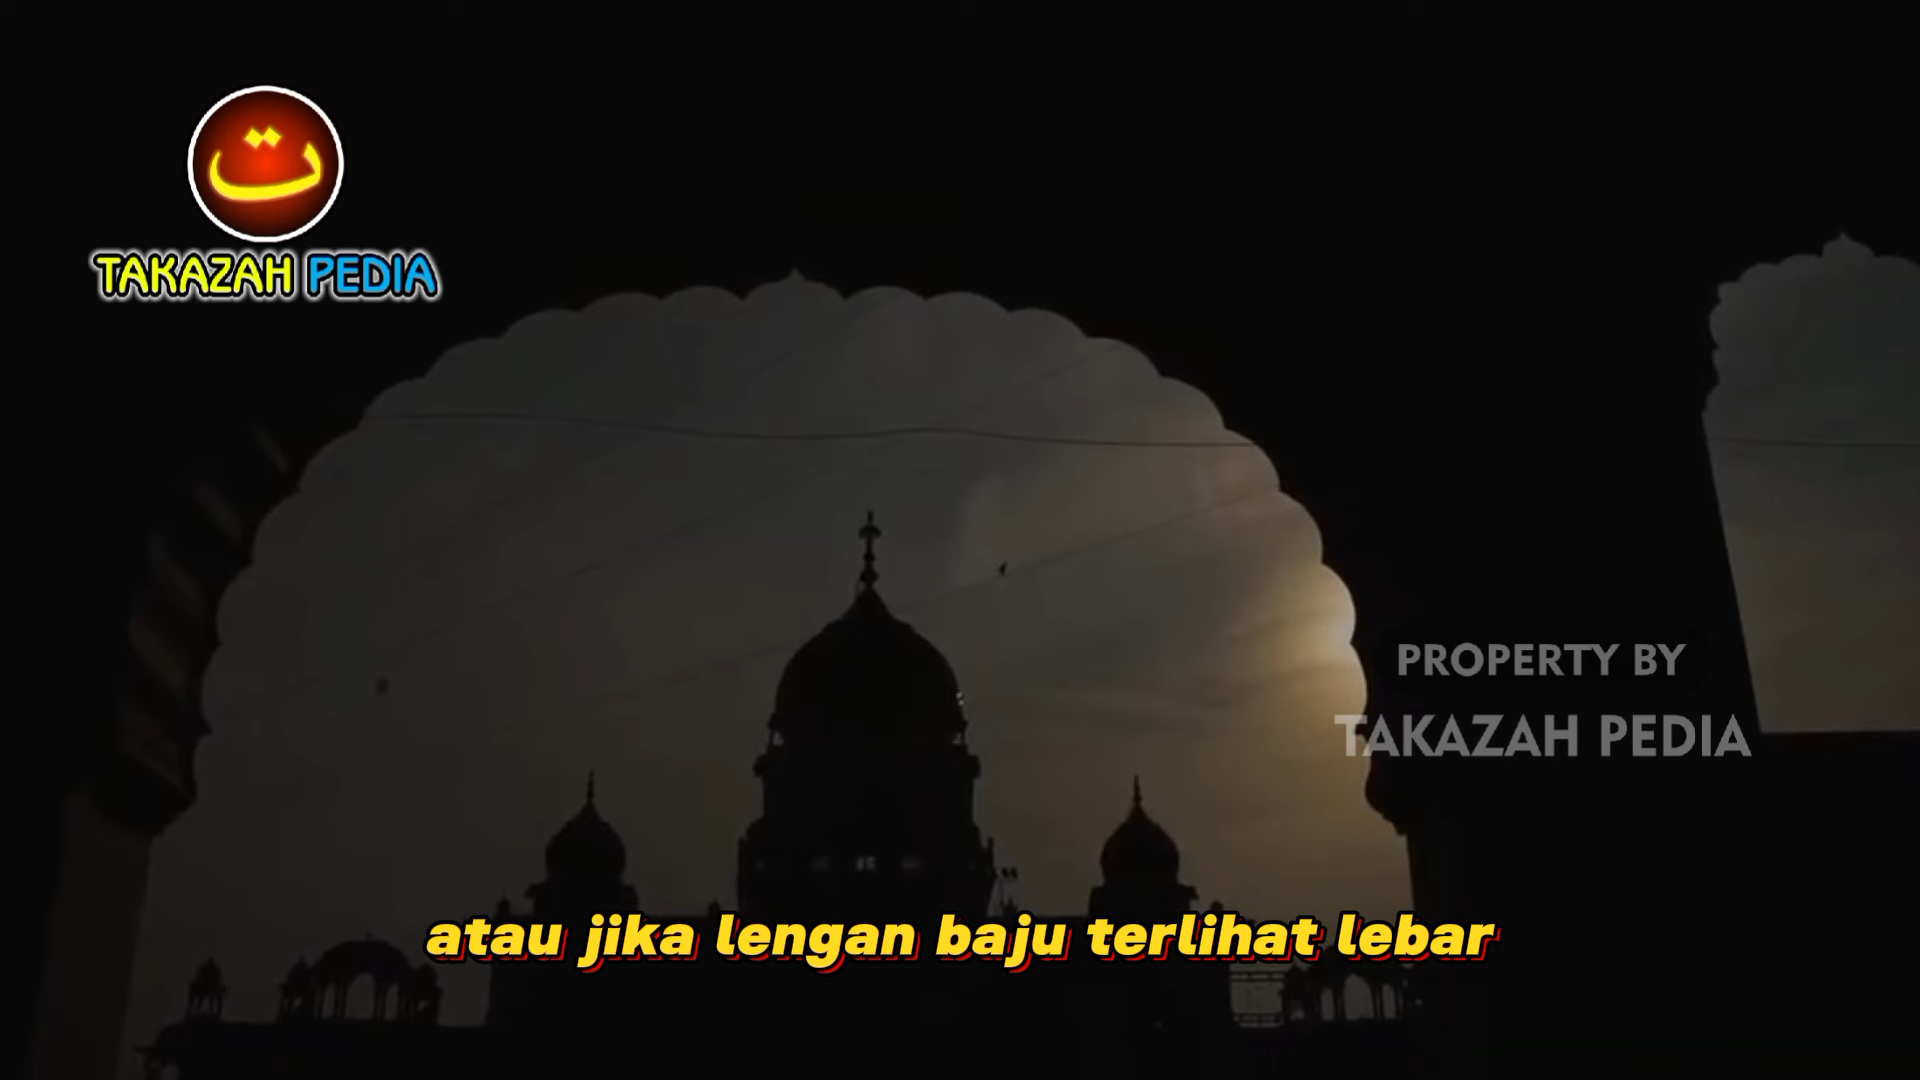 ت
TAKAZAH PEDIA
PROPERTY BY
TAKAZAH PEDIA
atau jika lengan baju terlihat lebar